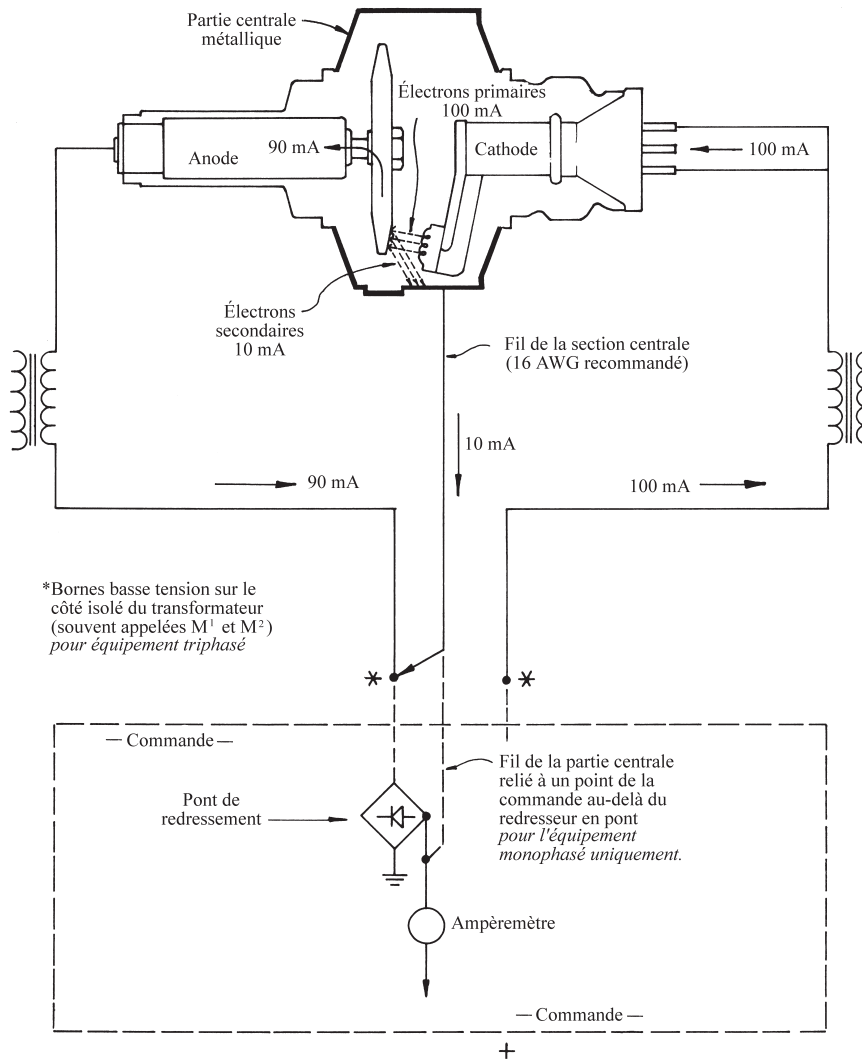 Partie centrale
métallique
Électrons primaires
100 mA
Anode
90 mA
Cathode
100 mA
Électrons
secondaires
10 mA
Fil de la section centrale
(16 AWG recommandé)
10 mA
90 mA
100 mA
*Bornes basse tension sur le
côté isolé du transformateur
(souvent appelées M¹ et M²)
pour équipement triphasé
*
*
— Commande —
Pont de
redressement
Fil de la partie centrale
relié à un point de la
commande au-delà du
redresseur en pont
pour l'équipement
monophasé uniquement.
Ampèremètre
— Commande —
+